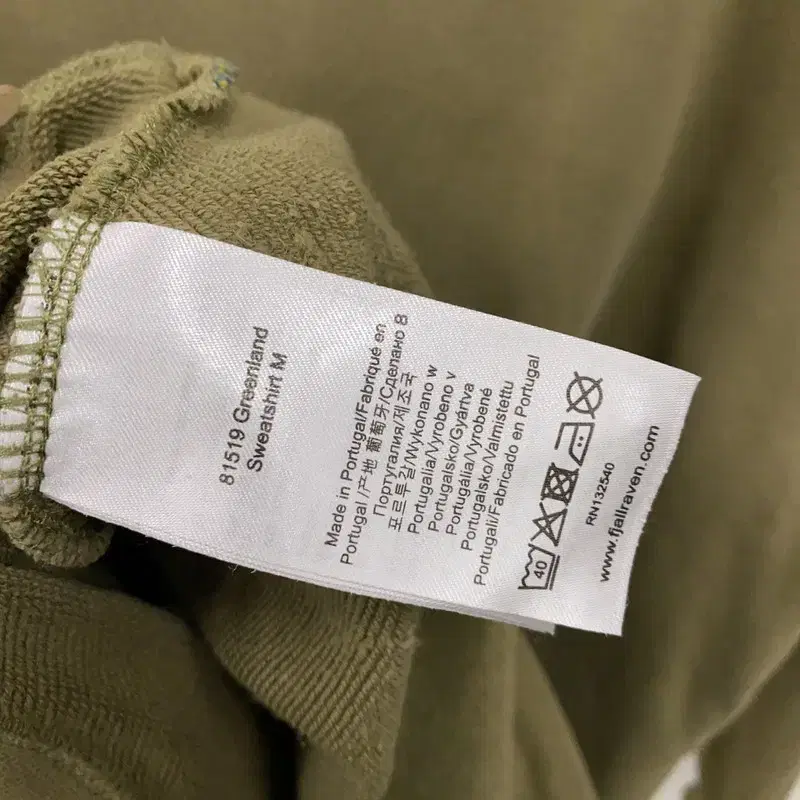 81519 Greenland
Sweatshirt M
Made in Portugal/Fabriqué en
Portugal /产地 葡萄牙/Сделано В
Португалия/제조국
포르투갈/Wykonano w
Portugalia/Vyrobeno v
Portugalsko/Gyártva
Portugália/Vyrobené
Portugalsko/Valmistettu
Portugali/Fabricado en Portugal
40
RN132540
www.fjallraven.com